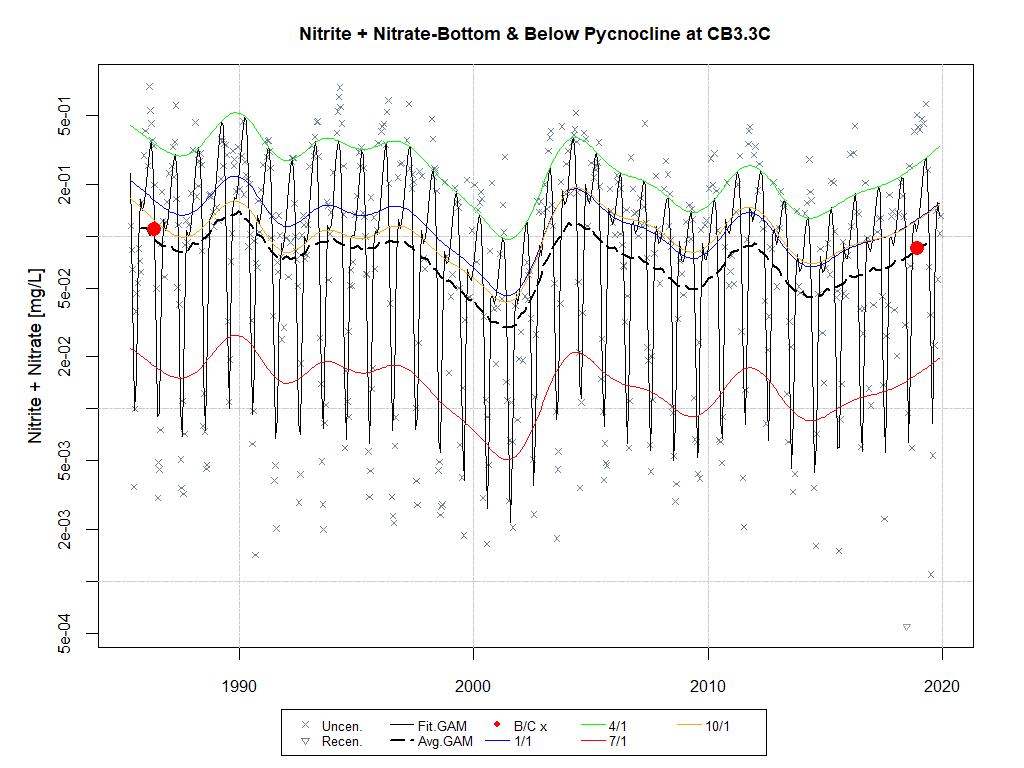 Nitrite + Nitrate-Bottom & Below Pycnocline at CB3.3C
Nitrite + Nitrate [mg/L]
5e-01
2e-01
5e-02
2e-02
5e-03
2e-03
5e-04
1990 2000 2010 2020
Uncen. Fit.GAM B/C x 4/1 10/1
Recen. Avg.GAM 1/1 7/1